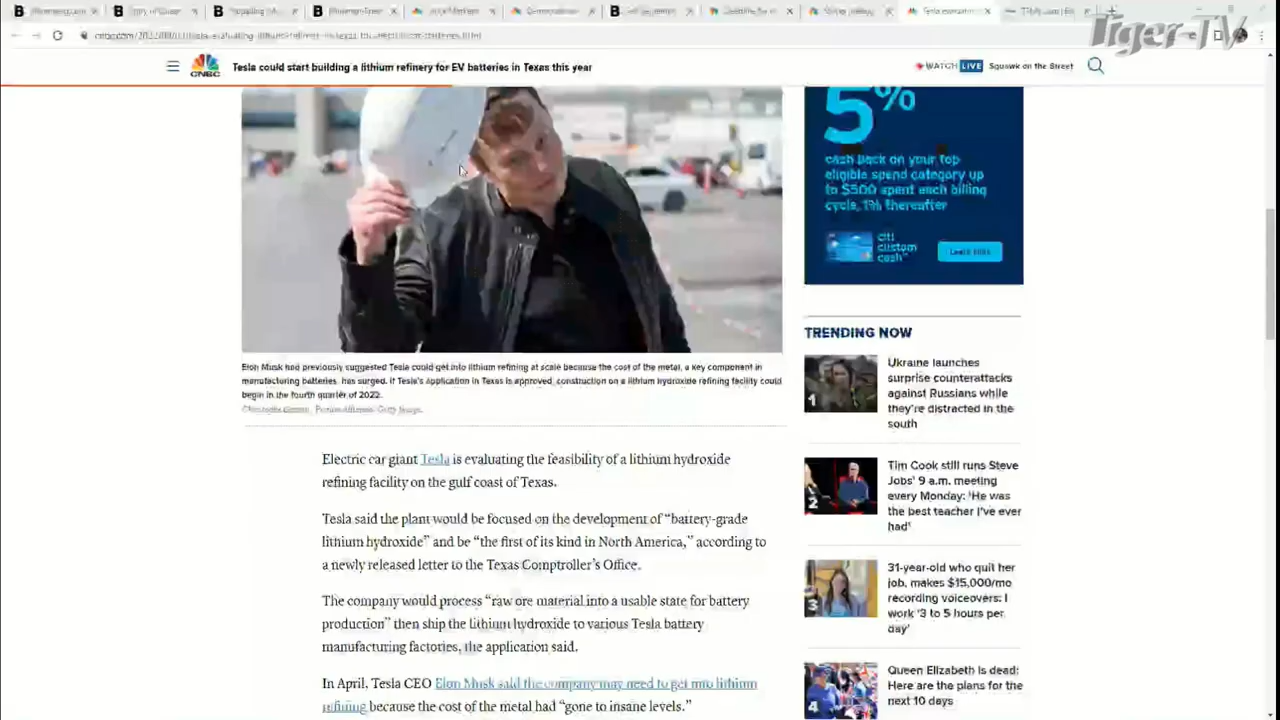 Tiger-TV
CNBC
Tesla could start building a lithium refinery for EV batteries in Texas this year
WATCH LIVE Squawk on the Street
5%
cash back on your top
eligible spend category up
to $500 spent each billing
cycle, 1% thereafter
citi
custom
cash
Learn More
Elon Musk had previously suggested Tesla could get into lithium refining at scale because the cost of the metal, a key component in
manufacturing batteries, has surged. If Tesla's application in Texas is approved, construction on a lithium hydroxide refining facility could
begin in the fourth quarter of 2022.
Electric car giant Tesla is evaluating the feasibility of a lithium hydroxide
refining facility on the gulf coast of Texas.
Tesla said the plant would be focused on the development of “battery-grade
lithium hydroxide” and be “the first of its kind in North America,” according to
a newly released letter to the Texas Comptroller’s Office.
The company would process “raw ore material into a usable state for battery
production” then ship the lithium hydroxide to various Tesla battery
manufacturing factories, the application said.
In April, Tesla CEO Elon Musk said the company may need to get into lithium
refining because the cost of the metal had “gone to insane levels.”
TRENDING NOW
1
Ukraine launches
surprise counterattacks
against Russians while
they're distracted in the
south
2
Tim Cook still runs Steve
Jobs' 9 a.m. meeting
every Monday: 'He was
the best teacher I've ever
had'
3
31-year-old who quit her
job, makes $15,000/mo
recording voiceovers: I
work '3 to 5 hours per
day'
4
Queen Elizabeth is dead:
Here are the plans for the
next 10 days